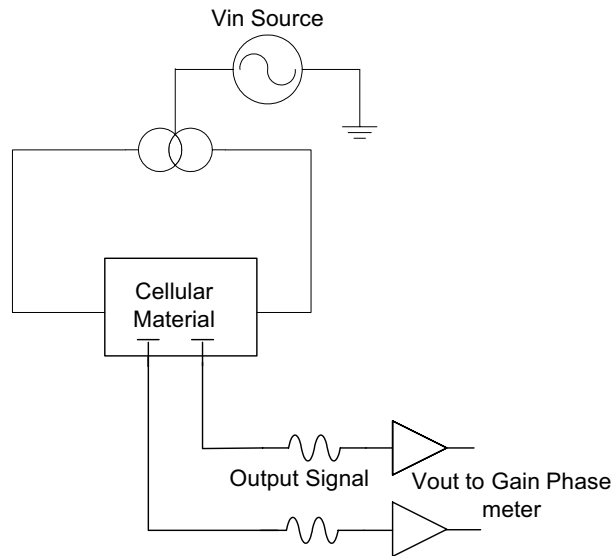 Vin Source
Cellular
Material
Output Signal
Vout to Gain Phase
meter